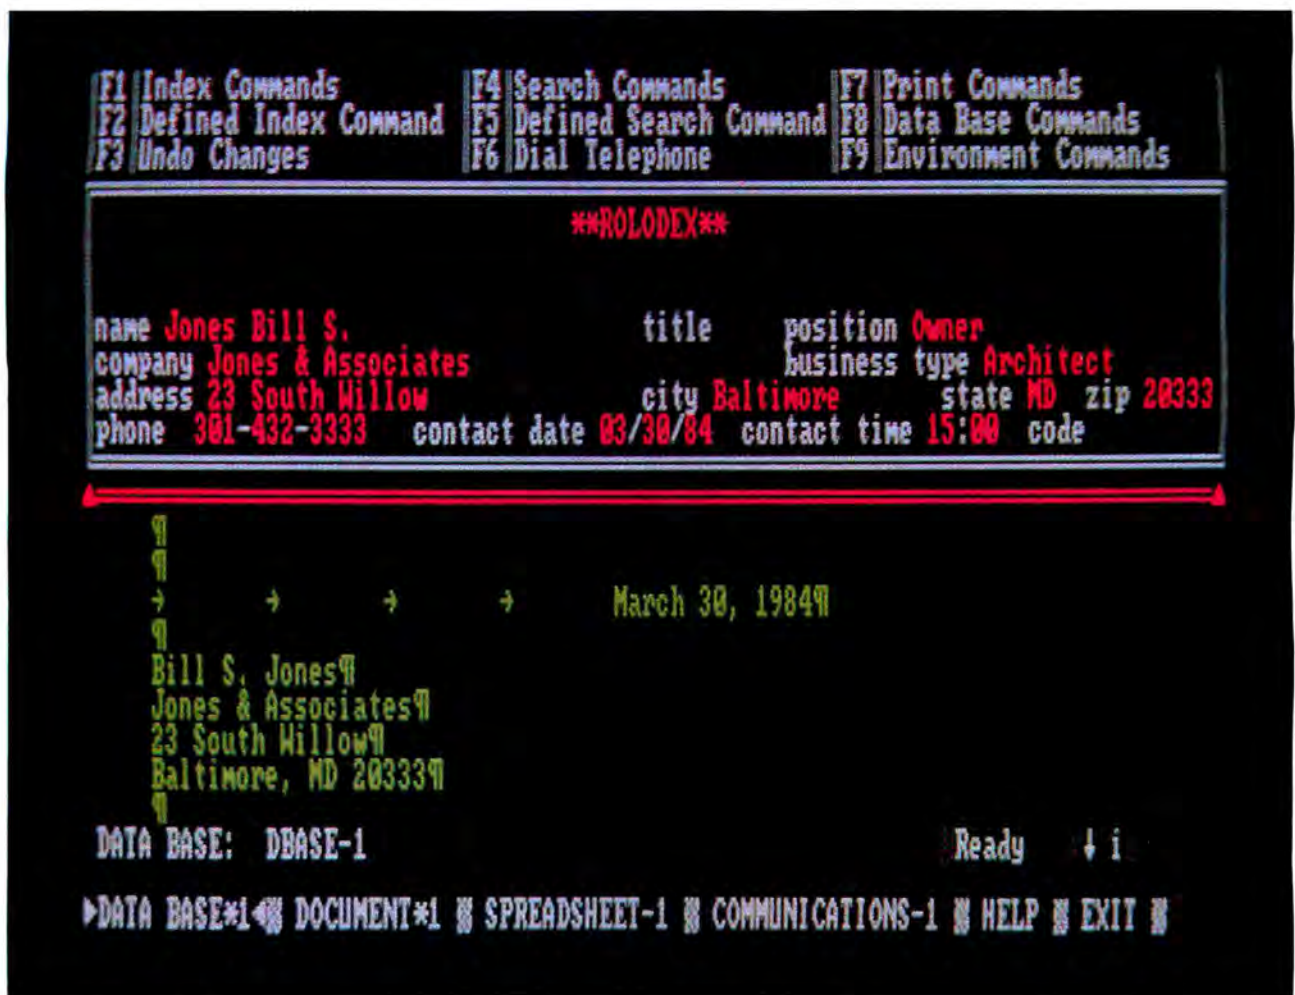 F1 Index Commands F4 Search Commands F7 Print Commands
F2 Defined Index Command F5 Defined Search Command F8 Data Base Commands
F3 Undo Changes F6 Dial Telephone F9 Environment Commands
**ROLODEX**
name Jones Bill S. title position Owner
company Jones & Associates business type Architect
address 23 South Willow city Baltimore state MD zip 20333
phone 301-432-3333 contact date 03/30/84 contact time 15:00 code
¶
¶
→ → → → March 30, 1984¶
¶
Bill S. Jones¶
Jones & Associates¶
23 South Willow¶
Baltimore, MD 20333¶
¶
DATA BASE: DBASE-1 Ready ↓ i
►DATA BASE*1◄▒ DOCUMENT*1 ▒ SPREADSHEET-1 ▒ COMMUNICATIONS-1 ▒ HELP ▒ EXIT ▒